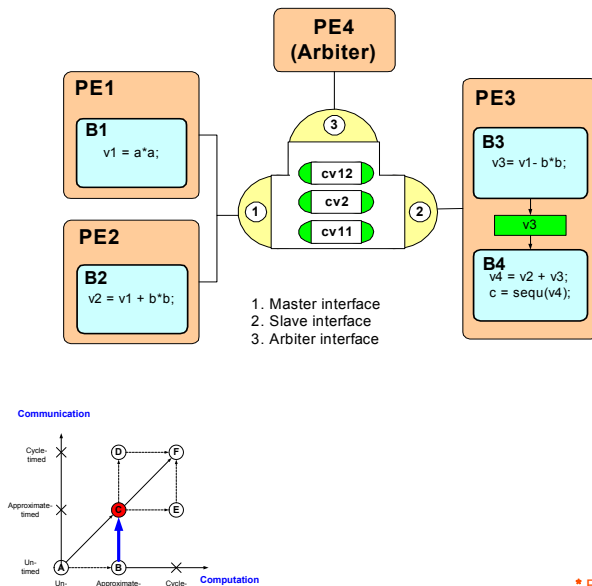 PE4
(Arbiter)
PE1
B1
v1 = a*a;
PE2
B2
v2 = v1 + b*b;
3
cv12
cv2
cv11
1
2
PE3
B3
v3= v1- b*b;
v3
B4
v4 = v2 + v3;
c = sequ(v4);
1. Master interface
2. Slave interface
3. Arbiter interface
Communication
Cycle-
timed
D
F
Approximate-
timed
C
E
Un-
timed
A
B
Computation
Un-
Approximate-
Cycle-
*